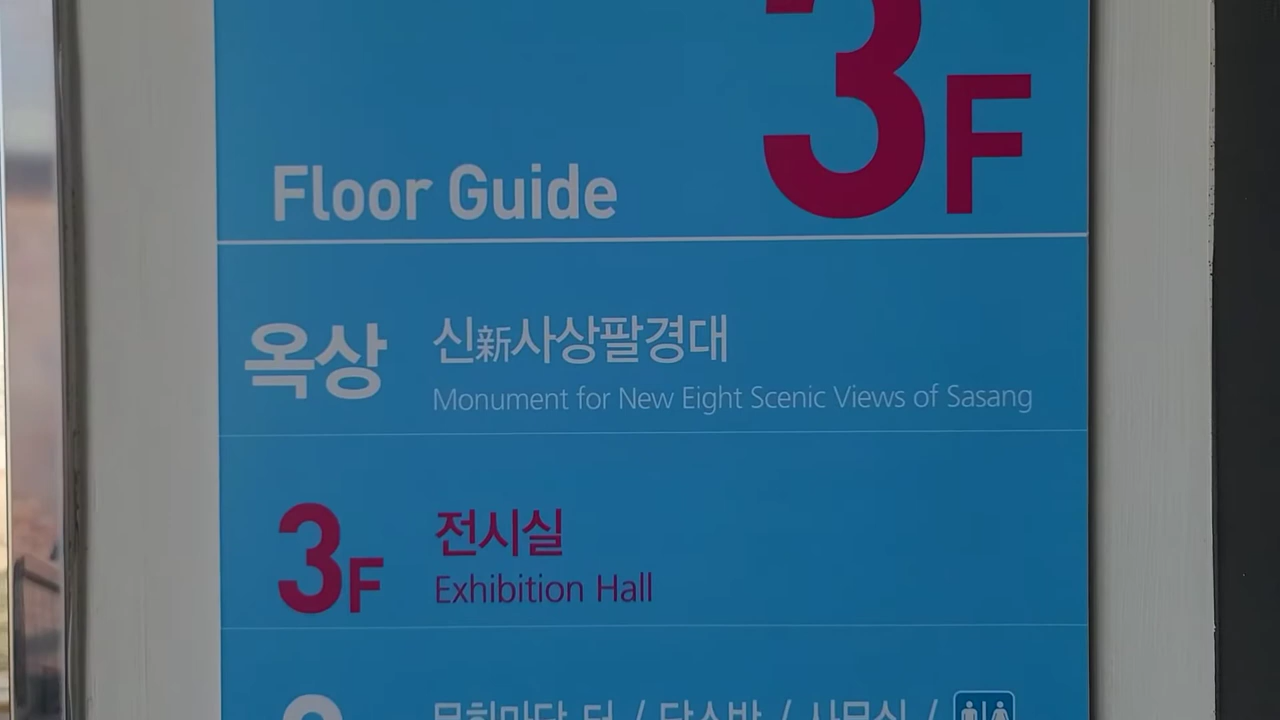 3F
Floor Guide
옥상
신新사상팔경대
Monument for New Eight Scenic Views of Sasang
3F
전시실
Exhibition Hall